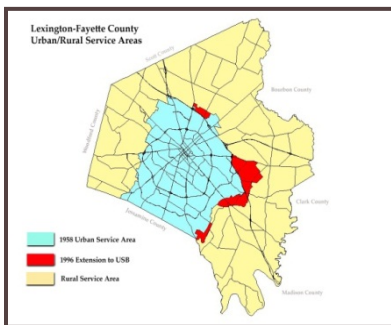 Lexington-Fayette County
Urban/Rural Service Areas
Scott County
Bourbon County
Woodford County
Clark County
Jessamine County
Madison County
1958 Urban Service Area
1996 Extension to USB
Rural Service Area